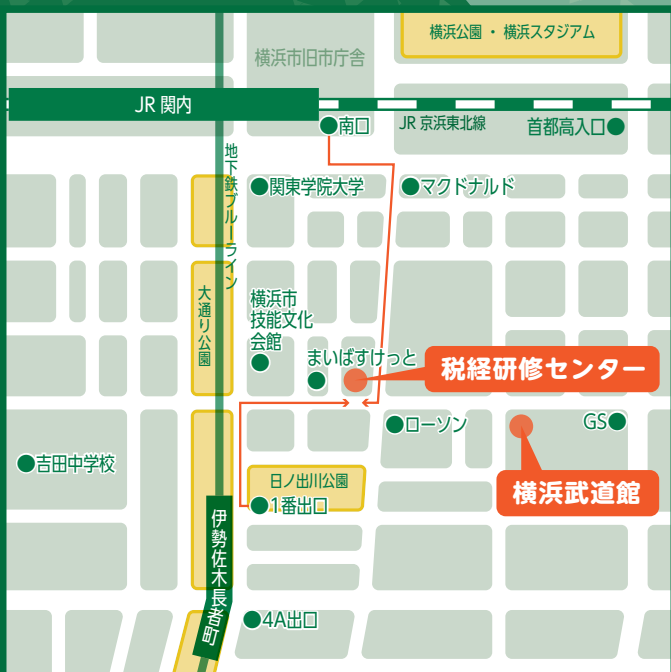 横浜公園 ・ 横浜スタジアム
横浜市旧市庁舎
JR 関内
南口
JR 京浜東北線
首都高入口
地下鉄ブルーライン
関東学院大学
マクドナルド
大通り公園
横浜市
技能文化
会館
まいばすけっと
税経研修センター
ローソン
GS
吉田中学校
日ノ出川公園
1番出口
横浜武道館
伊勢佐木長者町
4A出口